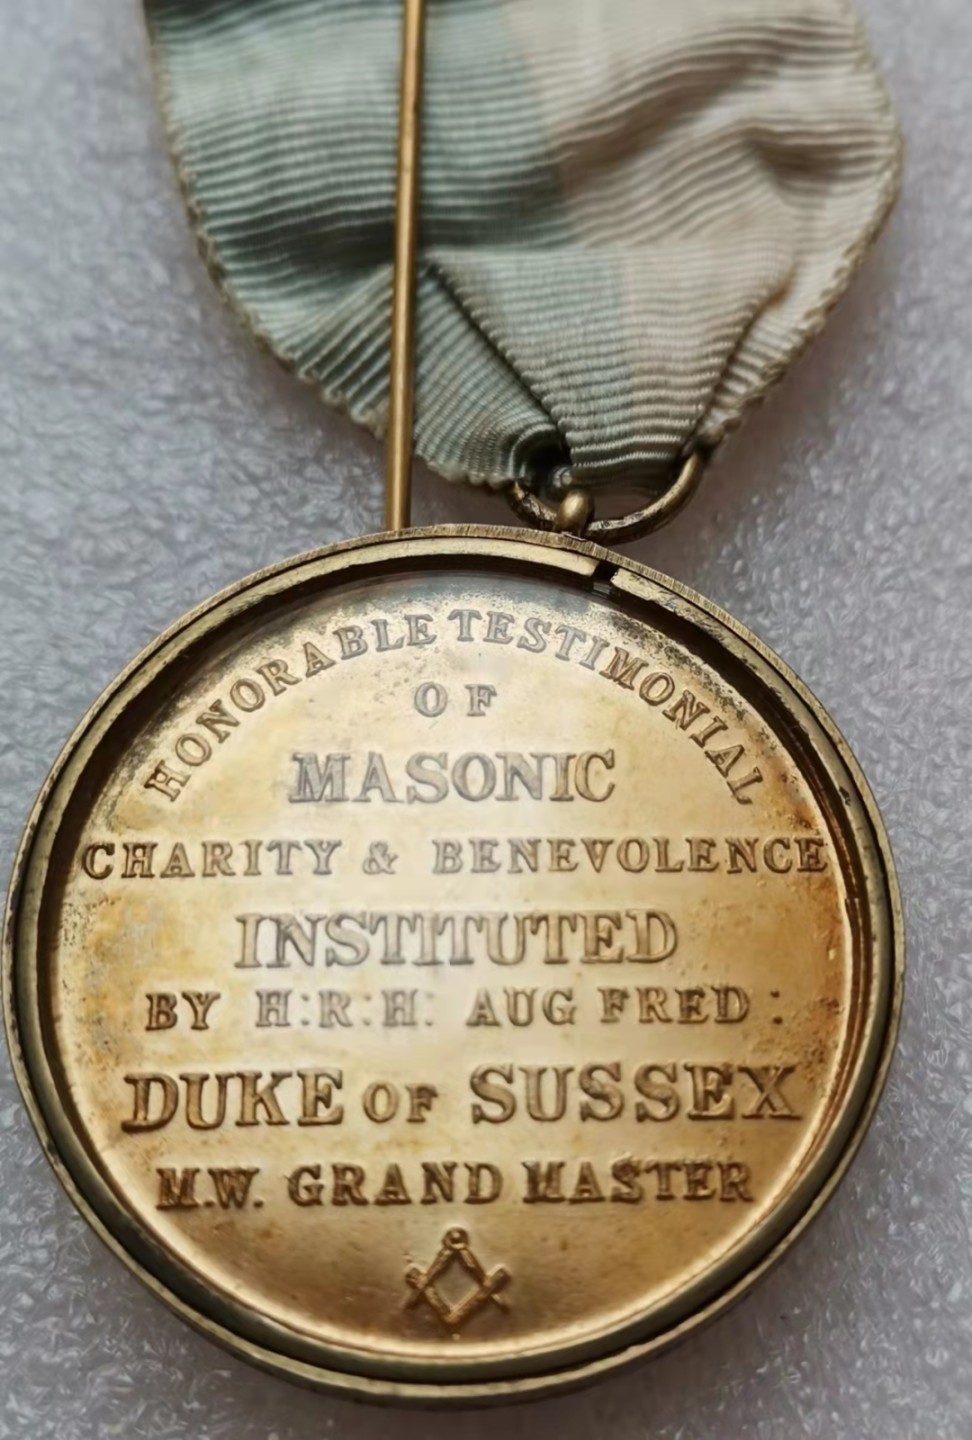 HONORABLE TESTIMONIAL
OF
MASONIC
CHARITY & BENEVOLENCE
INSTITUTED
BY H:R:H: AUG FRED:
DUKE OF SUSSEX
M.W. GRAND MASTER